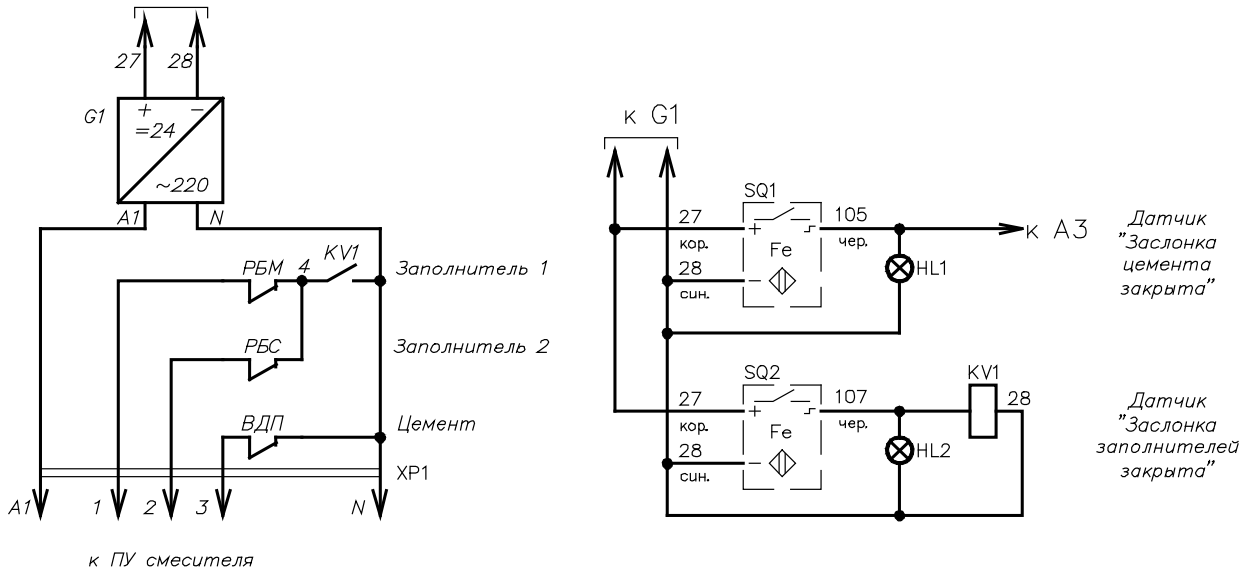 27
28
G1
+
−
=24
~220
A1
N
РБМ
4
KV1
Заполнитель 1
РБС
Заполнитель 2
ВДП
Цемент
XP1
A1
1
2
3
N
к ПУ смесителя
к G1
SQ1
27
кор.
+
Fe
105
чер.
28
син.
−
к А3
HL1
Датчик
"Заслонка
цемента
закрыта"
SQ2
27
кор.
+
Fe
107
чер.
28
син.
−
KV1
28
HL2
Датчик
"Заслонка
заполнителей
закрыта"